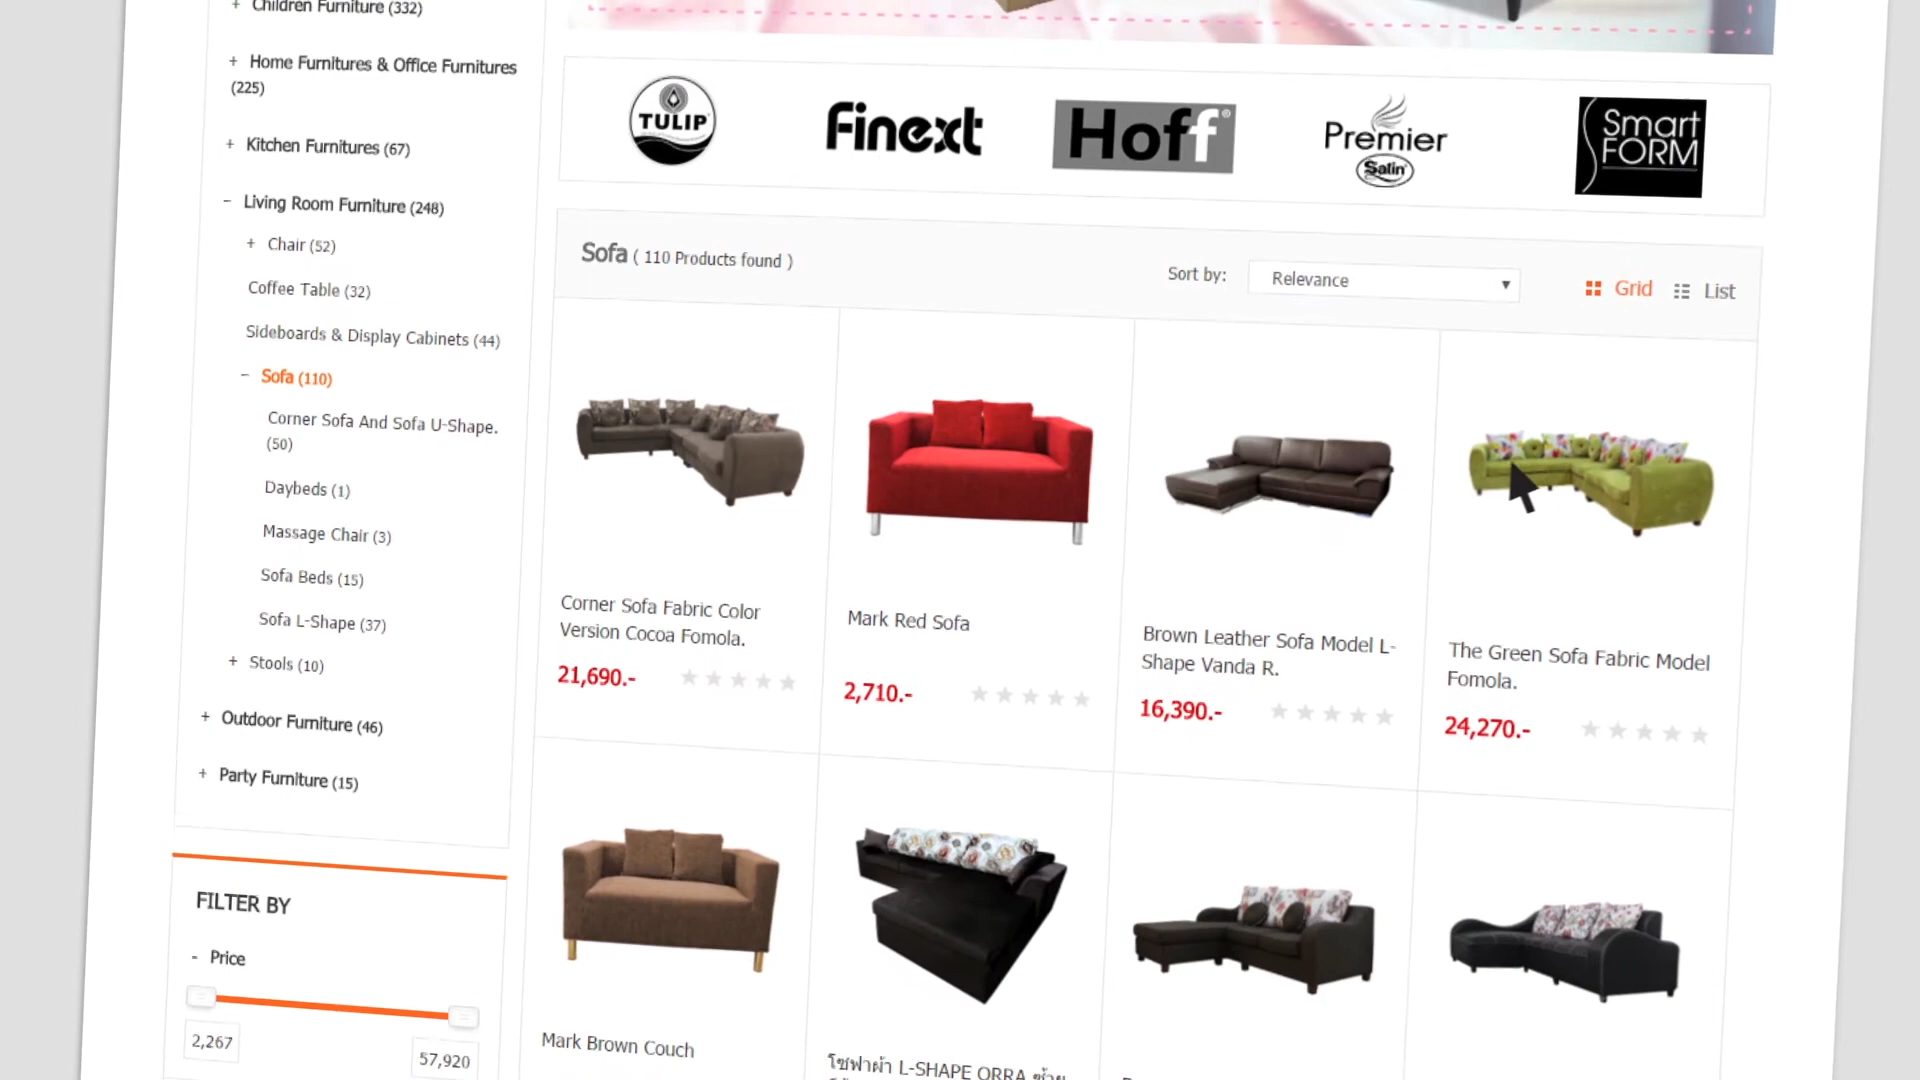 + Children Furniture (332)
+ Home Furnitures & Office Furnitures
(225)
+ Kitchen Furnitures (67)
- Living Room Furniture (248)
+ Chair (52)
Coffee Table (32)
Sideboards & Display Cabinets (44)
- Sofa (110)
Corner Sofa And Sofa U-Shape.
(50)
Daybeds (1)
Massage Chair (3)
Sofa Beds (15)
Sofa L-Shape (37)
+ Stools (10)
+ Outdoor Furniture (46)
+ Party Furniture (15)
FILTER BY
- Price
2,267
57,920
TULIP
Finext
Hoff®
Premier
Salin
Smart
FORM
Sofa ( 110 Products found )
Sort by:
Relevance
Grid
List
Corner Sofa Fabric Color
Version Cocoa Fomola.
21,690.-
Mark Red Sofa
2,710.-
Brown Leather Sofa Model L-
Shape Vanda R.
16,390.-
The Green Sofa Fabric Model
Fomola.
24,270.-
Mark Brown Couch
โซฟาผ้า L-SHAPE ORRA ซ้าย